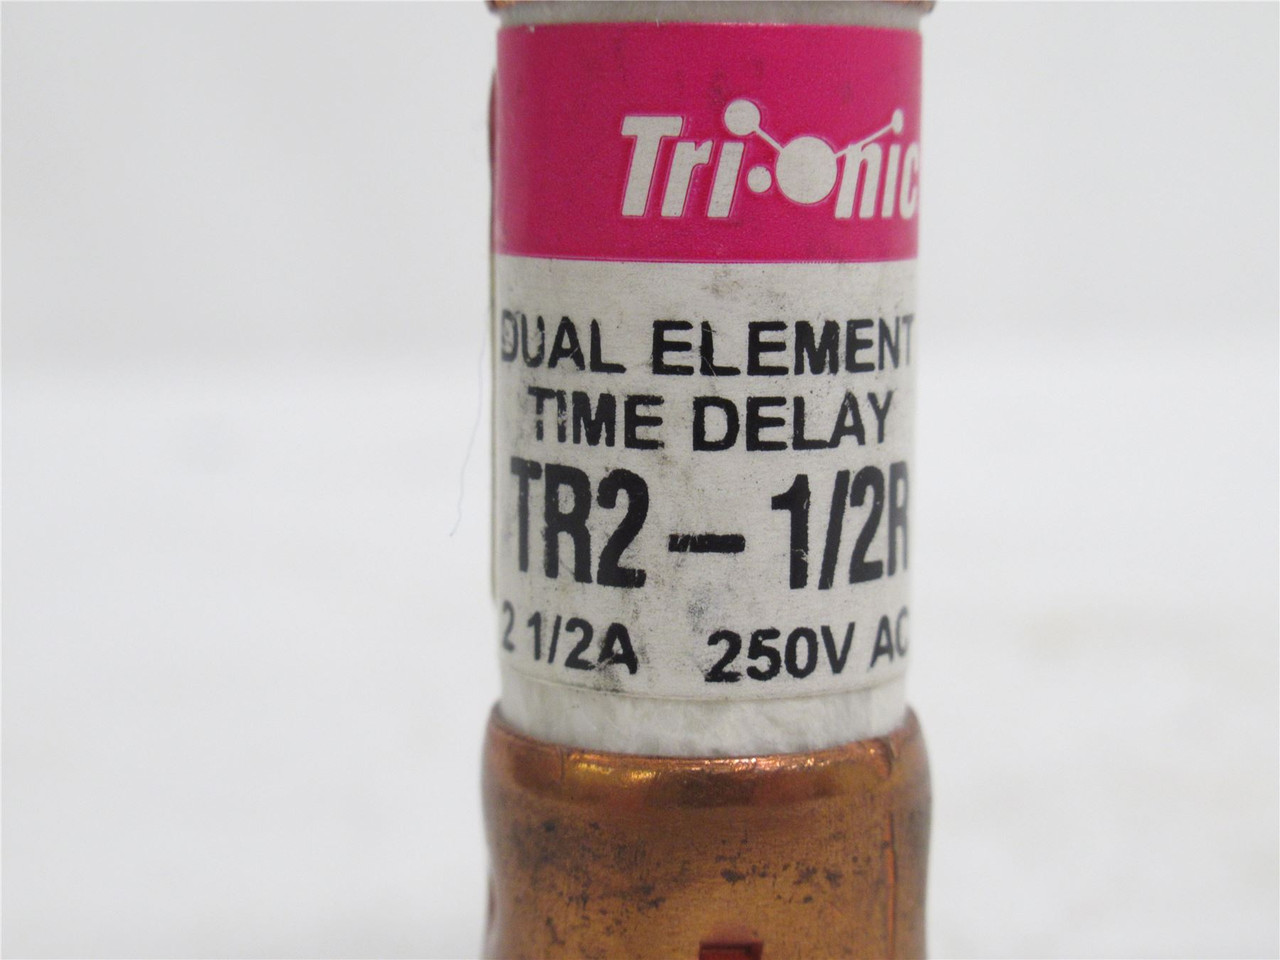 Tri-Onic
DUAL ELEMENT
TIME DELAY
TR2 - 1/2R
2 1/2A 250V AC